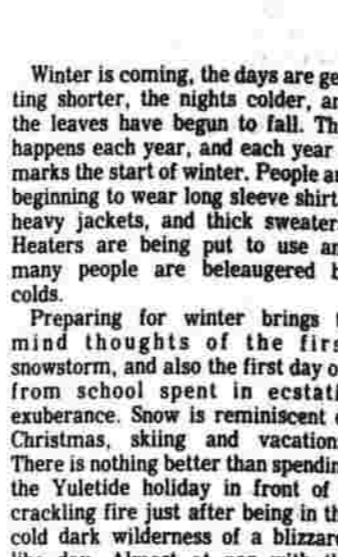 Winter is coming, the days are ge
ting shorter, the nights colder, an
the leaves have begun to fall. Th
happens each year, and each year
marks the start of winter. People ar
beginning to wear long sleeve shirt
heavy jackets, and thick sweater
Heaters are being put to use an
many people are beleaugered b
colds.
Preparing for winter brings t
mind thoughts of the firs
snowstorm, and also the first day o
from school spent in ecstati
exuberance. Snow is reminiscent o
Christmas, skiing and vacation
There is nothing better than spendin
the Yuletide holiday in front of
crackling fire just after being in th
cold dark wilderness of a blizzard